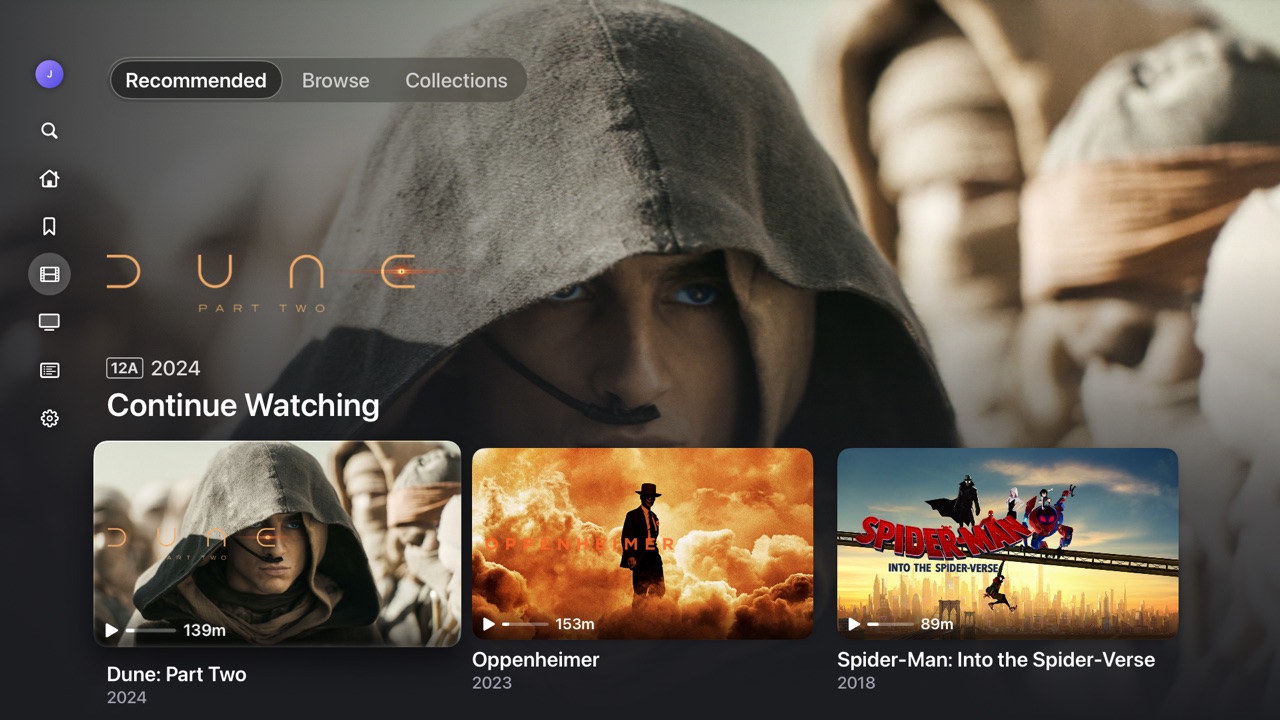 J
Recommended
Browse
Collections
DUNE
PART TWO
12A 2024
Continue Watching
DUNE
PART TWO
139m
Dune: Part Two
2024
OPPENHEIMER
153m
Oppenheimer
2023
SPIDER-MAN
INTO THE SPIDER-VERSE
89m
Spider-Man: Into the Spider-Verse
2018